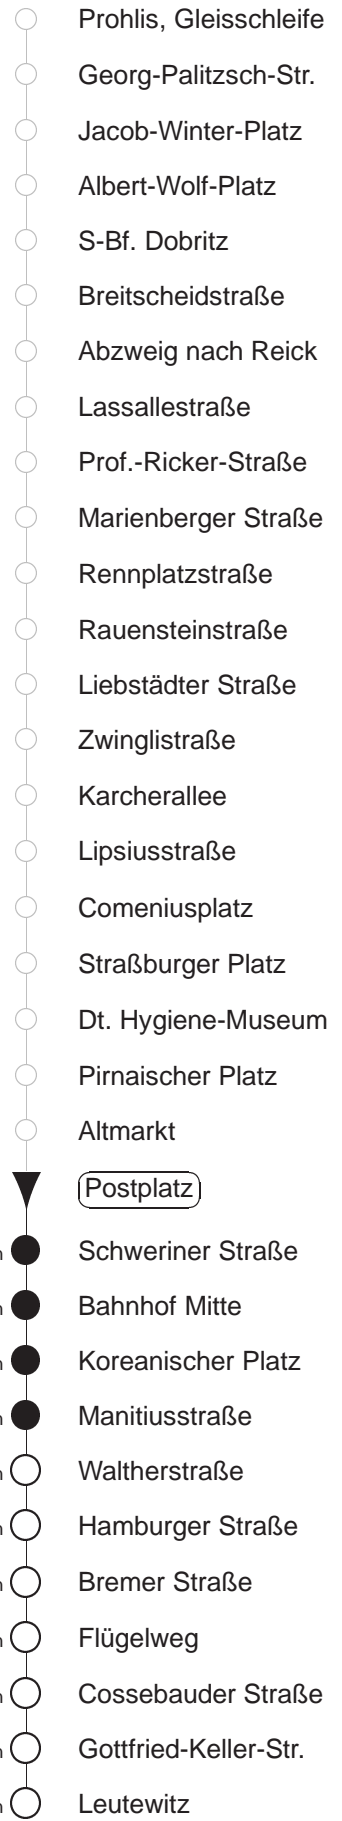 Prohlis, Gleisschleife
Georg-Palitzsch-Str.
Jacob-Winter-Platz
Albert-Wolf-Platz
S-Bf. Dobritz
Breitscheidstraße
Abzweig nach Reick
Lassallestraße
Prof.-Ricker-Straße
Marienberger Straße
Rennplatzstraße
Rauensteinstraße
Liebstädter Straße
Zwinglistraße
Karcherallee
Lipsiusstraße
Comeniusplatz
Straßburger Platz
Dt. Hygiene-Museum
Pirnaischer Platz
Altmarkt
Postplatz
Schweriner Straße
Bahnhof Mitte
Koreanischer Platz
Manitiusstraße
Waltherstraße
Hamburger Straße
Bremer Straße
Flügelweg
Cossebauder Straße
Gottfried-Keller-Str.
Leutewitz